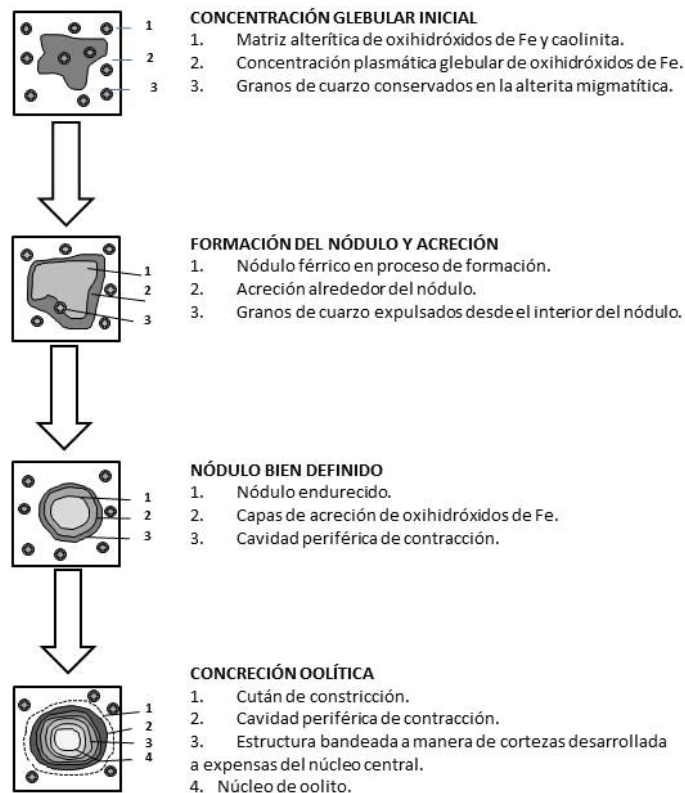 CONCENTRACIÓN GLEBULAR INICIAL
1. Matriz alterítica de oxihidróxidos de Fe y caolinita.
2. Concentración plasmática glebular de oxihidróxidos de Fe.
3. Granos de cuarzo conservados en la alterita migmatítica.
1
2
3
FORMACIÓN DEL NÓDULO Y ACRECIÓN
1. Nódulo férrico en proceso de formación.
2. Acreción alrededor del nódulo.
3. Granos de cuarzo expulsados desde el interior del nódulo.
1
2
3
NÓDULO BIEN DEFINIDO
1. Nódulo endurecido.
2. Capas de acreción de oxihidróxidos de Fe.
3. Cavidad periférica de contracción.
1
2
3
CONCRECIÓN OOLÍTICA
1. Cután de constricción.
2. Cavidad periférica de contracción.
3. Estructura bandeada a manera de cortezas desarrollada
a expensas del núcleo central.
4. Núcleo de oolito.
1
2
3
4